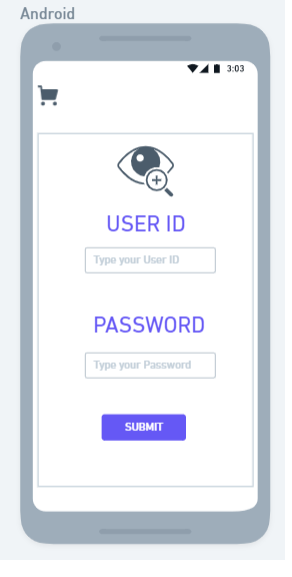 Android
3:03
USER ID
Type your User ID
PASSWORD
Type your Password
SUBMIT